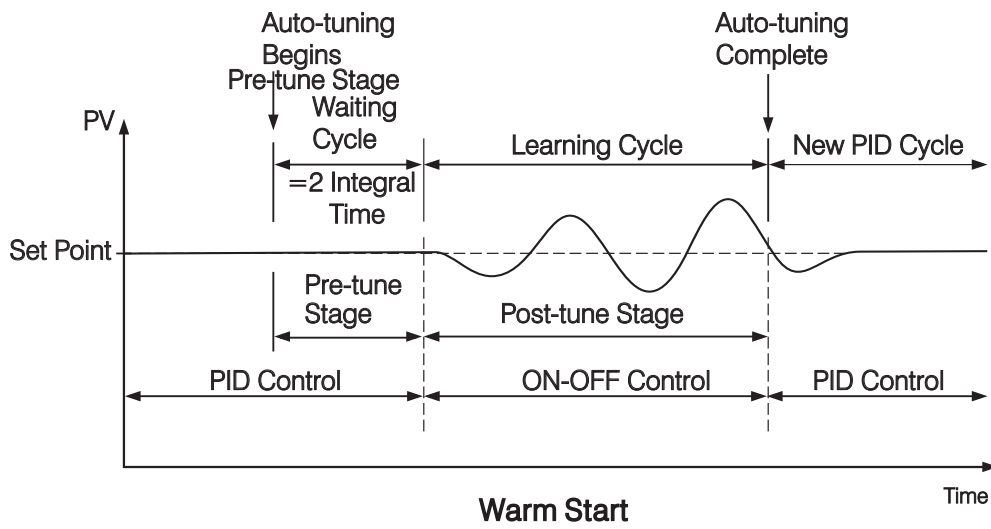 Auto-tuning
Begins
Pre-tune Stage
Waiting
Cycle
=2 Integral
Time
Auto-tuning
Complete
PV
Learning Cycle
New PID Cycle
Set Point
Pre-tune
Stage
Post-tune Stage
PID Control
ON-OFF Control
PID Control
Time
Warm Start